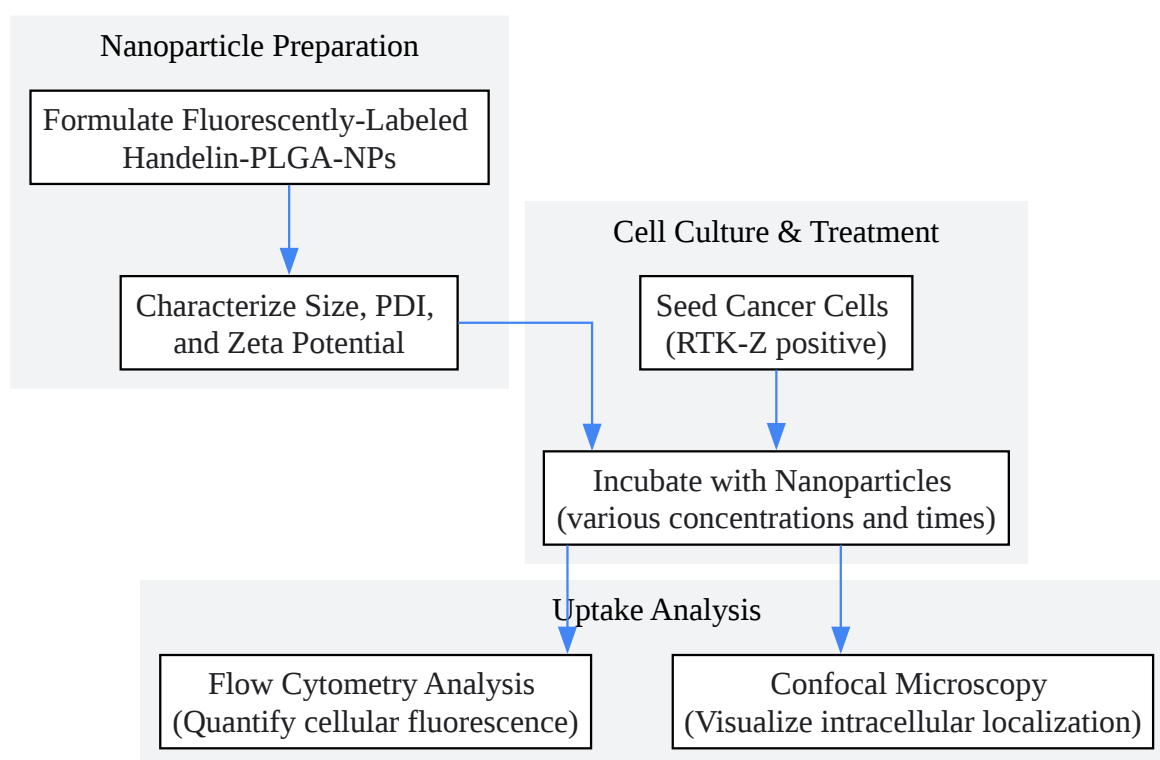 Nanoparticle Preparation
Formulate Fluorescently-Labeled
Handelin-PLGA-NPs
Characterize Size, PDI,
and Zeta Potential
Cell Culture & Treatment
Seed Cancer Cells
(RTK-Z positive)
Incubate with Nanoparticles
(various concentrations and times)
Uptake Analysis
Flow Cytometry Analysis
(Quantify cellular fluorescence)
Confocal Microscopy
(Visualize intracellular localization)